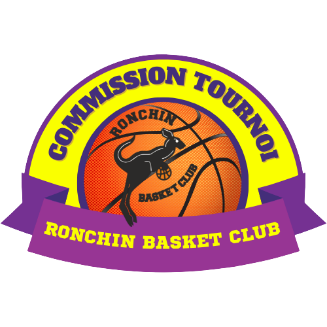 COMMISSION TOURNOI
RONCHIN
BASKET CLUB
RONCHIN BASKET CLUB